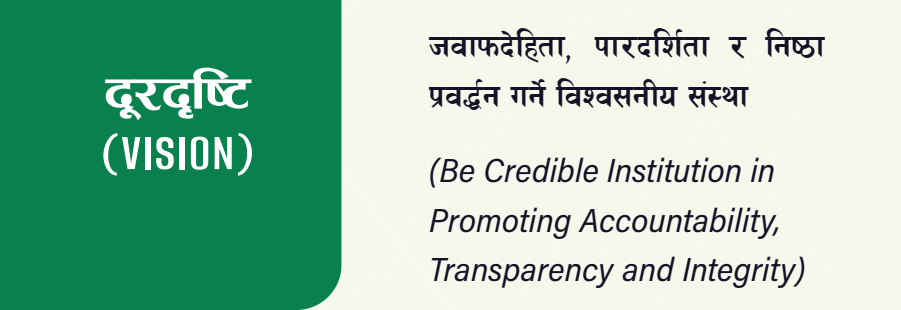 दूरदृष्टि
(VISION)
जवाफदेहिता, पारदर्शिता र निष्ठा
प्रवर्द्धन गर्ने विश्वसनीय संस्था
(Be Credible Institution in
Promoting Accountability,
Transparency and Integrity)